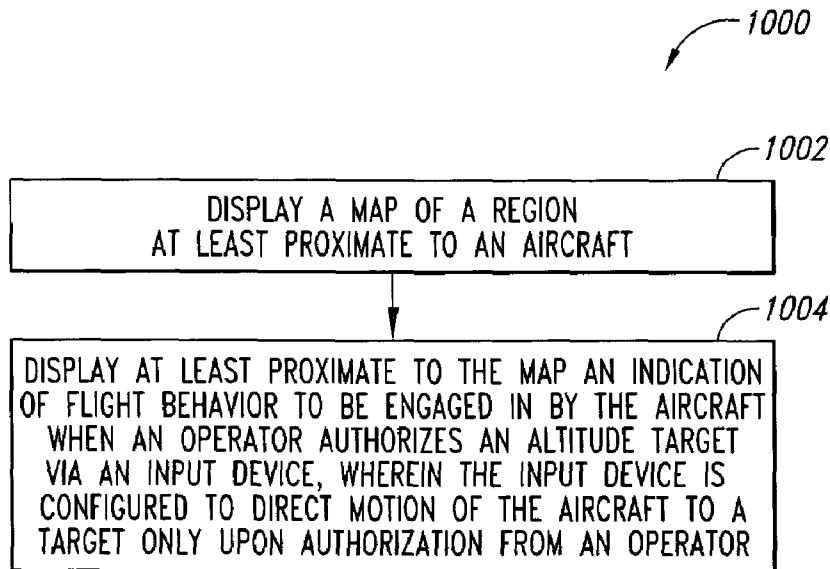 1000
1002
DISPLAY A MAP OF A REGION
AT LEAST PROXIMATE TO AN AIRCRAFT
1004
DISPLAY AT LEAST PROXIMATE TO THE MAP AN INDICATION
OF FLIGHT BEHAVIOR TO BE ENGAGED IN BY THE AIRCRAFT
WHEN AN OPERATOR AUTHORIZES AN ALTITUDE TARGET
VIA AN INPUT DEVICE, WHEREIN THE INPUT DEVICE IS
CONFIGURED TO DIRECT MOTION OF THE AIRCRAFT TO A
TARGET ONLY UPON AUTHORIZATION FROM AN OPERATOR